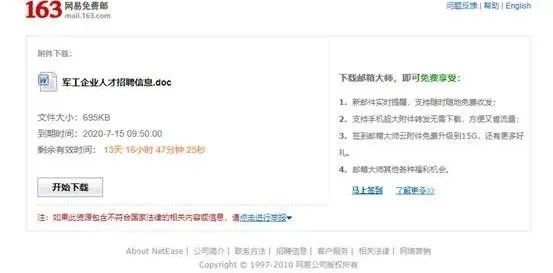 163 网易免费邮
mail.163.com
问题反馈 | 帮助 | English
附件下载:
军工企业人才招聘信息.doc
文件大小: 695KB
到期时间: 2020-7-15 09:50:00
剩余有效时间: 13天 16小时 47分钟 25秒
开始下载
下载邮箱大师，即可免费享受:
1. 新邮件实时提醒，支持随时随地免费收发;
2. 支持手机超大附件转发无需下载，方便又省流量;
3. 签到邮箱大师云附件免费升级到15G，还有更多好
礼。
4. 邮箱大师其他各种福利机会。
马上签到 了解更多>>
注: 如果此资源包含不符合国家法律的相关内容或信息，请点击进行举报
About NetEase | 公司简介 | 联系方法 | 招聘信息 | 客户服务 | 相关法律 | 网络营销
Copyright © 1997-2010 网易公司版权所有